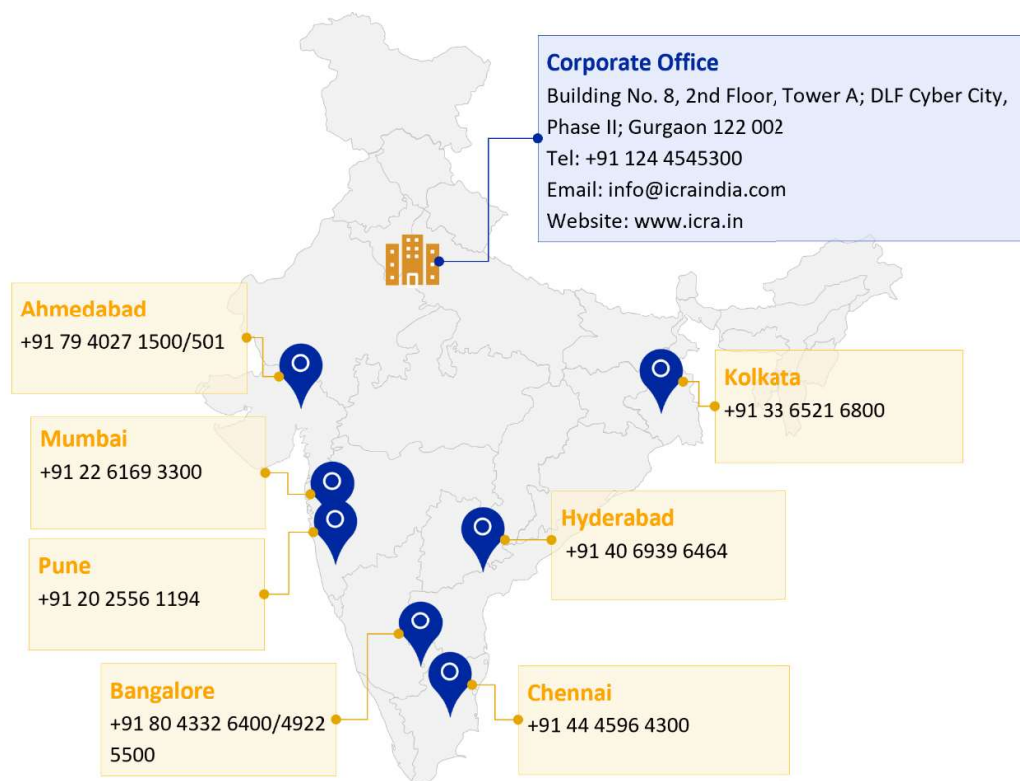 Corporate Office
Building No. 8, 2nd Floor, Tower A; DLF Cyber City,
Phase II; Gurgaon 122 002
Tel: +91 124 4545300
Email: info@icraindia.com
Website: www.icra.in
Ahmedabad
+91 79 4027 1500/501
Kolkata
+91 33 6521 6800
Mumbai
+91 22 6169 3300
Hyderabad
+91 40 6939 6464
Pune
+91 20 2556 1194
Bangalore
+91 80 4332 6400/4922
5500
Chennai
+91 44 4596 4300